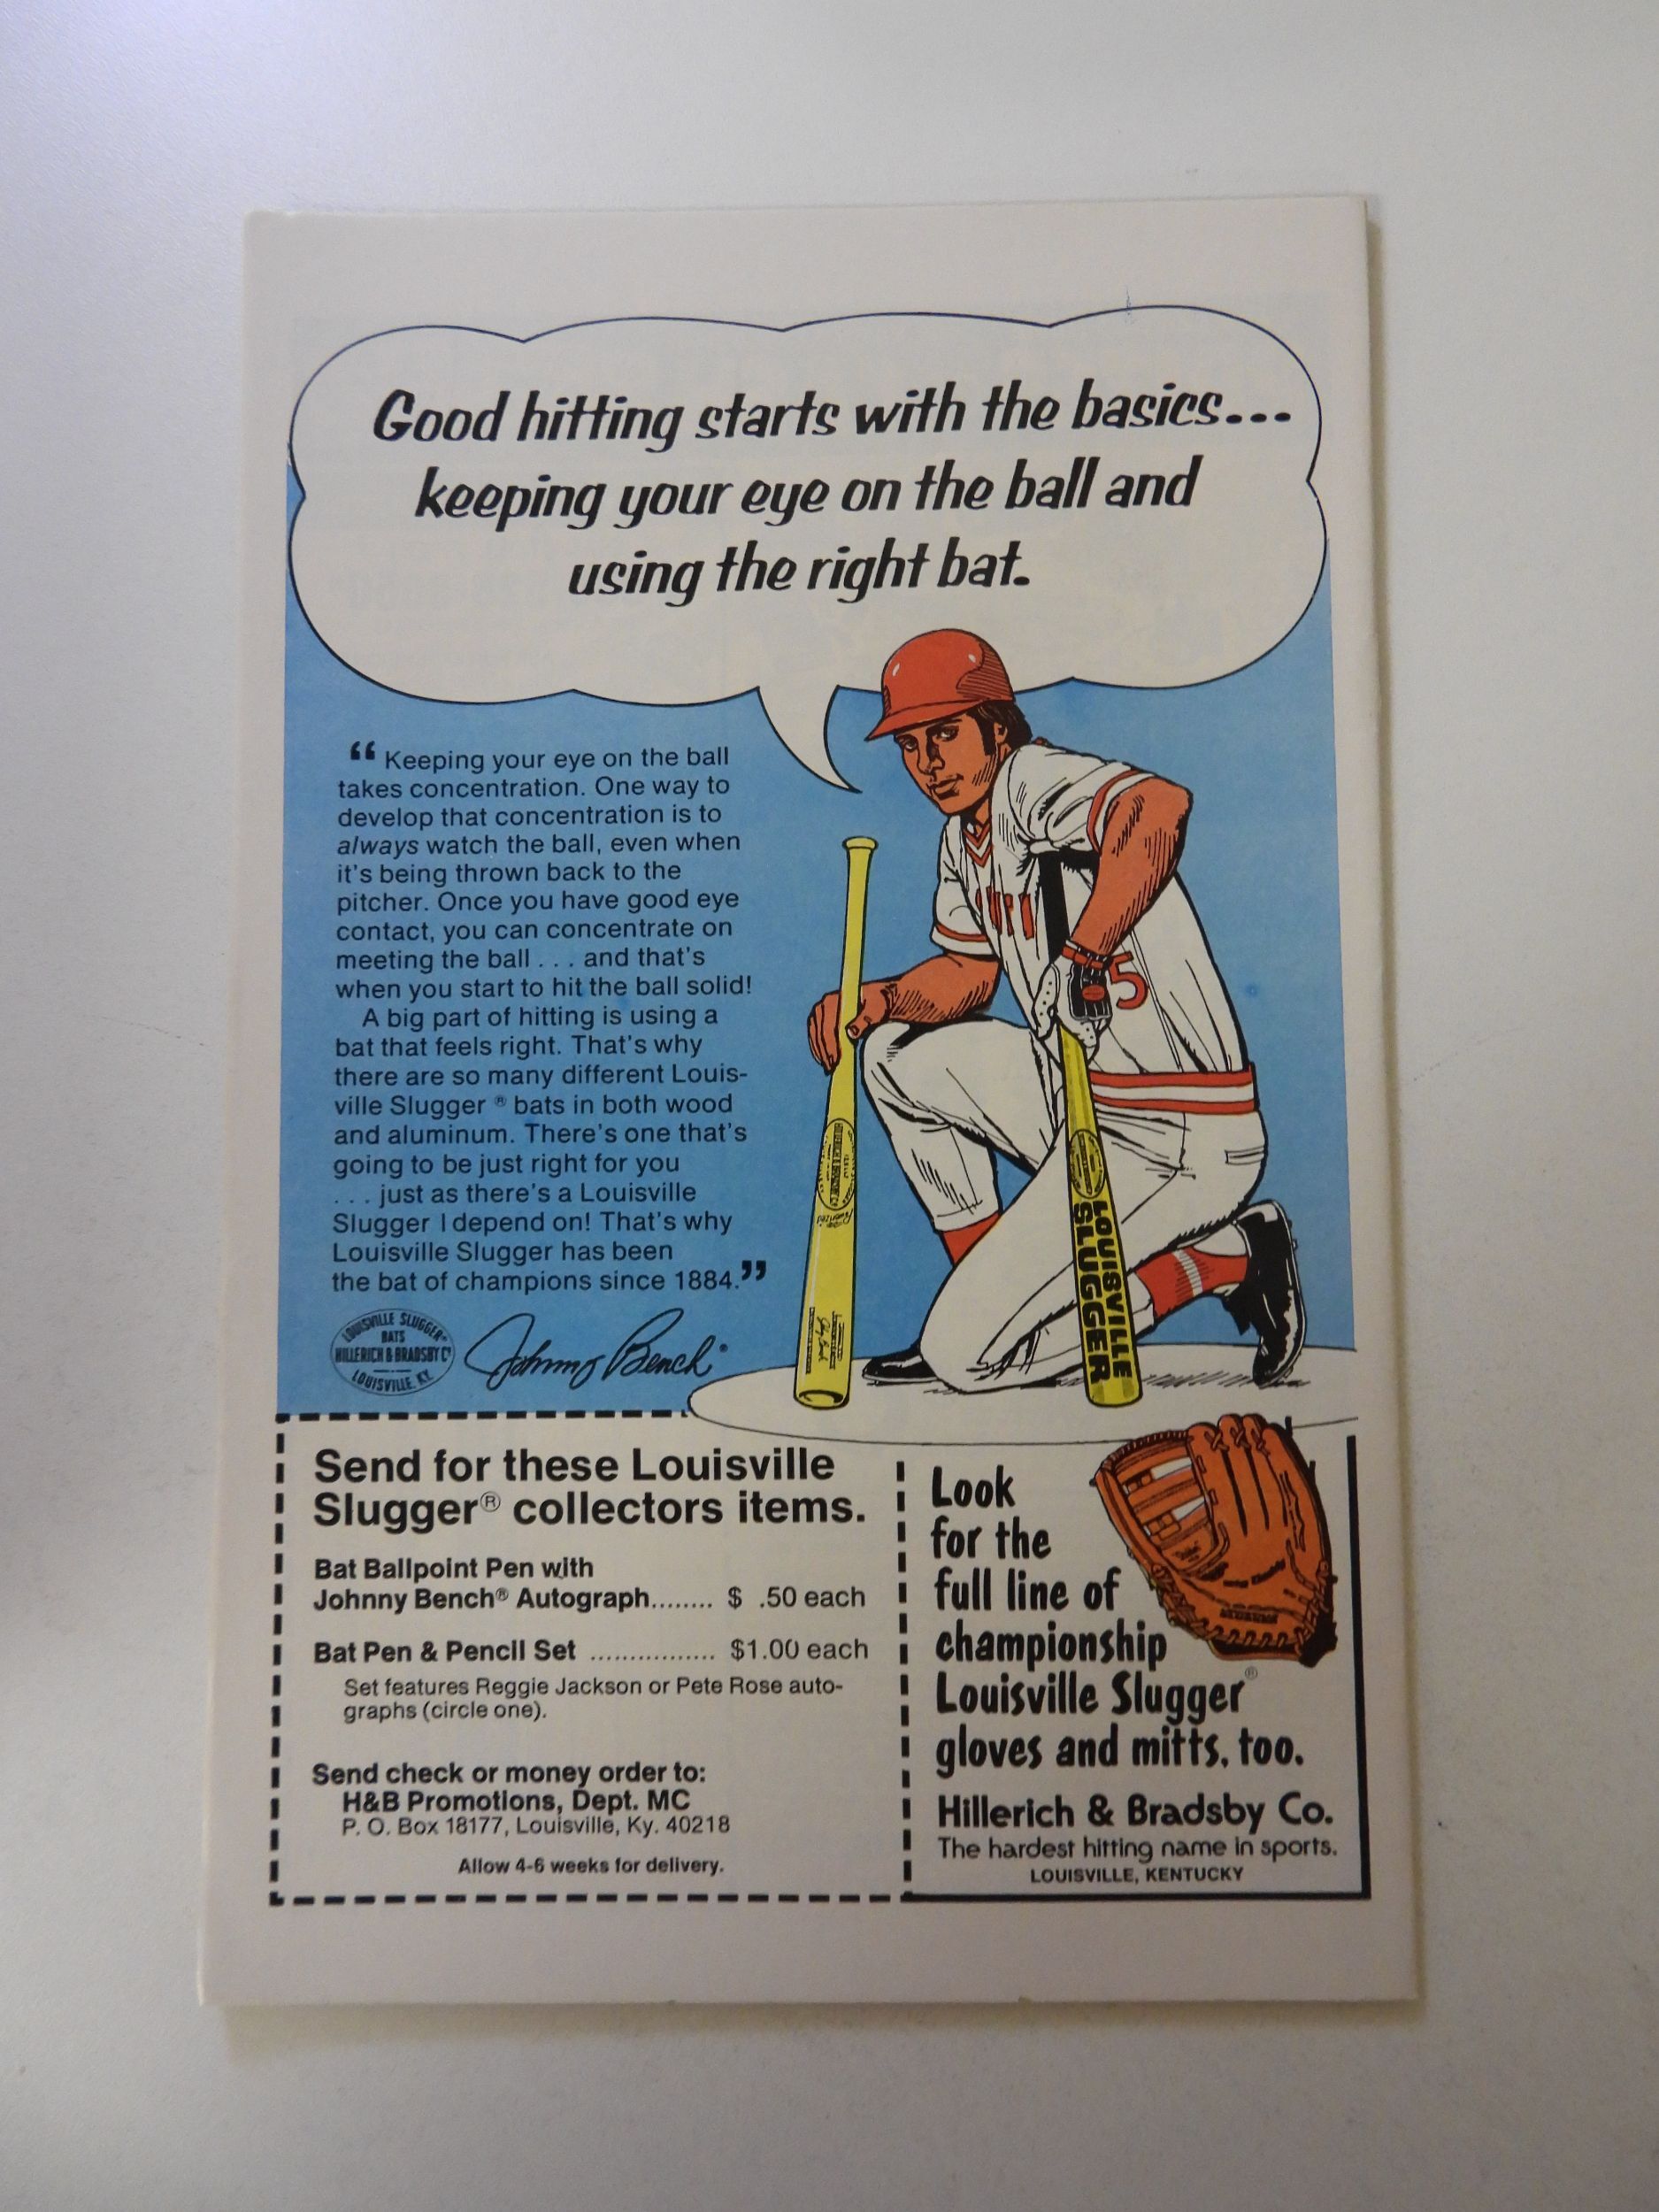 Good hitting starts with the basics...
keeping your eye on the ball and
using the right bat.
“ Keeping your eye on the ball
takes concentration. One way to
develop that concentration is to
always watch the ball, even when
it's being thrown back to the
pitcher. Once you have good eye
contact, you can concentrate on
meeting the ball . . . and that's
when you start to hit the ball solid!
A big part of hitting is using a
bat that feels right. That's why
there are so many different Louis-
ville Slugger ® bats in both wood
and aluminum. There's one that's
going to be just right for you
. . . just as there's a Louisville
Slugger I depend on! That's why
Louisville Slugger has been
the bat of champions since 1884.”
LOUISVILLE SLUGGER
BATS
HILLERICH & BRADSBY Cº
LOUISVILLE, KY.
Johnny Bench
5
LOUISVILLE
SLUGGER
Send for these Louisville
Slugger® collectors items.
Bat Ballpoint Pen with
Johnny Bench® Autograph........ $ .50 each
Bat Pen & Pencil Set ................ $1.00 each
Set features Reggie Jackson or Pete Rose auto-
graphs (circle one).
Send check or money order to:
H&B Promotions, Dept. MC
P. O. Box 18177, Louisville, Ky. 40218
Allow 4-6 weeks for delivery.
Look
for the
full line of
championship
Louisville Slugger®
gloves and mitts, too.
Hillerich & Bradsby Co.
The hardest hitting name in sports.
LOUISVILLE, KENTUCKY